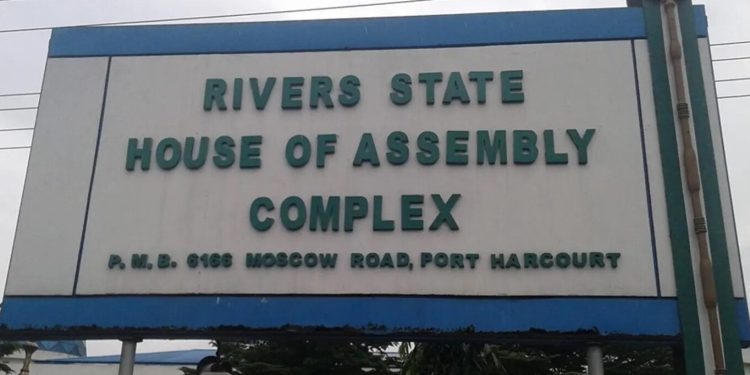 RIVERS STATE
HOUSE OF ASSEMBLY
COMPLEX
P. M. B. 6166 MOSCOW ROAD, PORT HARCOURT